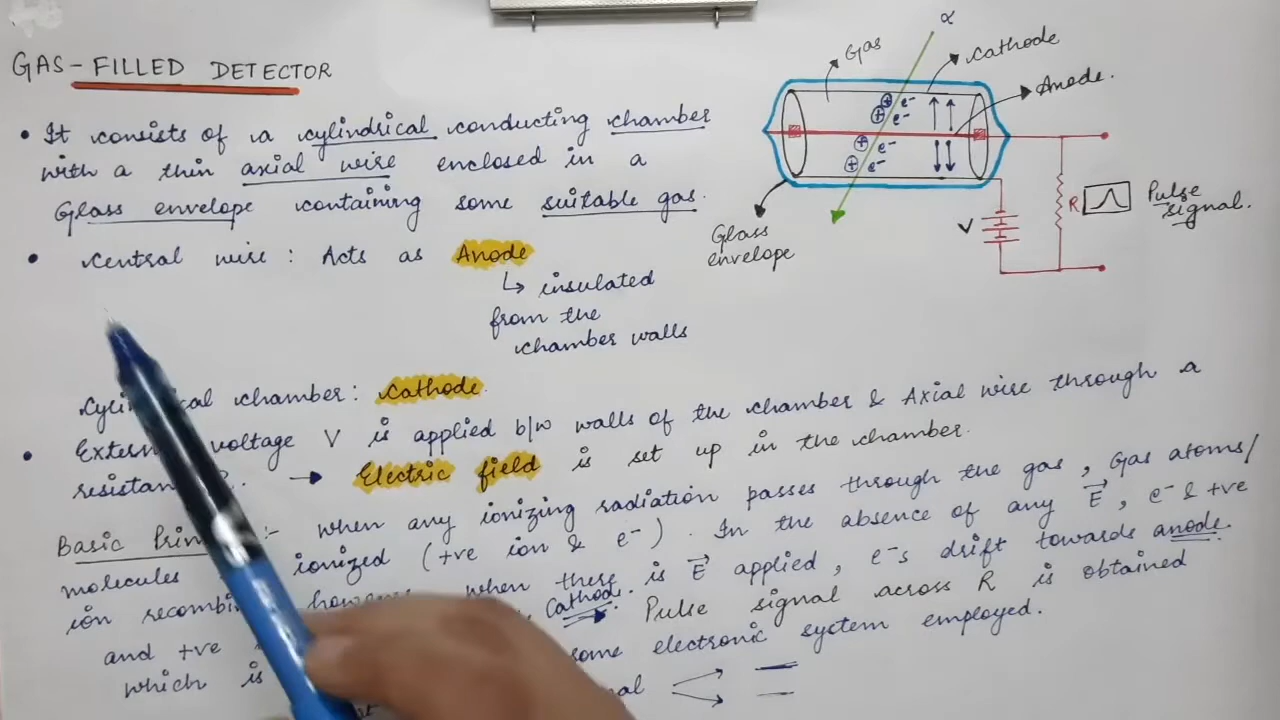 GAS-FILLED DETECTOR
• It consists of a cylindrical conducting chamber
with a thin axial wire enclosed in a
Glass envelope containing some suitable gas.
• Central wire: Acts as Anode
↳ insulated
from the
chamber walls
chamber: Cathode.
• voltage V is applied b/w walls of the chamber & Axial wire through a
→ Electric field is set up in the chamber.
Basic :- when any ionizing radiation passes through the gas, Gas atoms/
molecules ionized (+ve ion & e⁻). In the absence of any E⃗, e⁻ & +ve
ion when there is E⃗ applied, e⁻s drift towards anode.
and +ve Cathode. Pulse signal across R is obtained
which is some electronic system employed.
α
Gas
Cathode
Anode.
⊕ e⁻
⊕ e⁻
⊕ e⁻
⊕ e⁻
Glass
envelope
V
R
Pulse
signal.